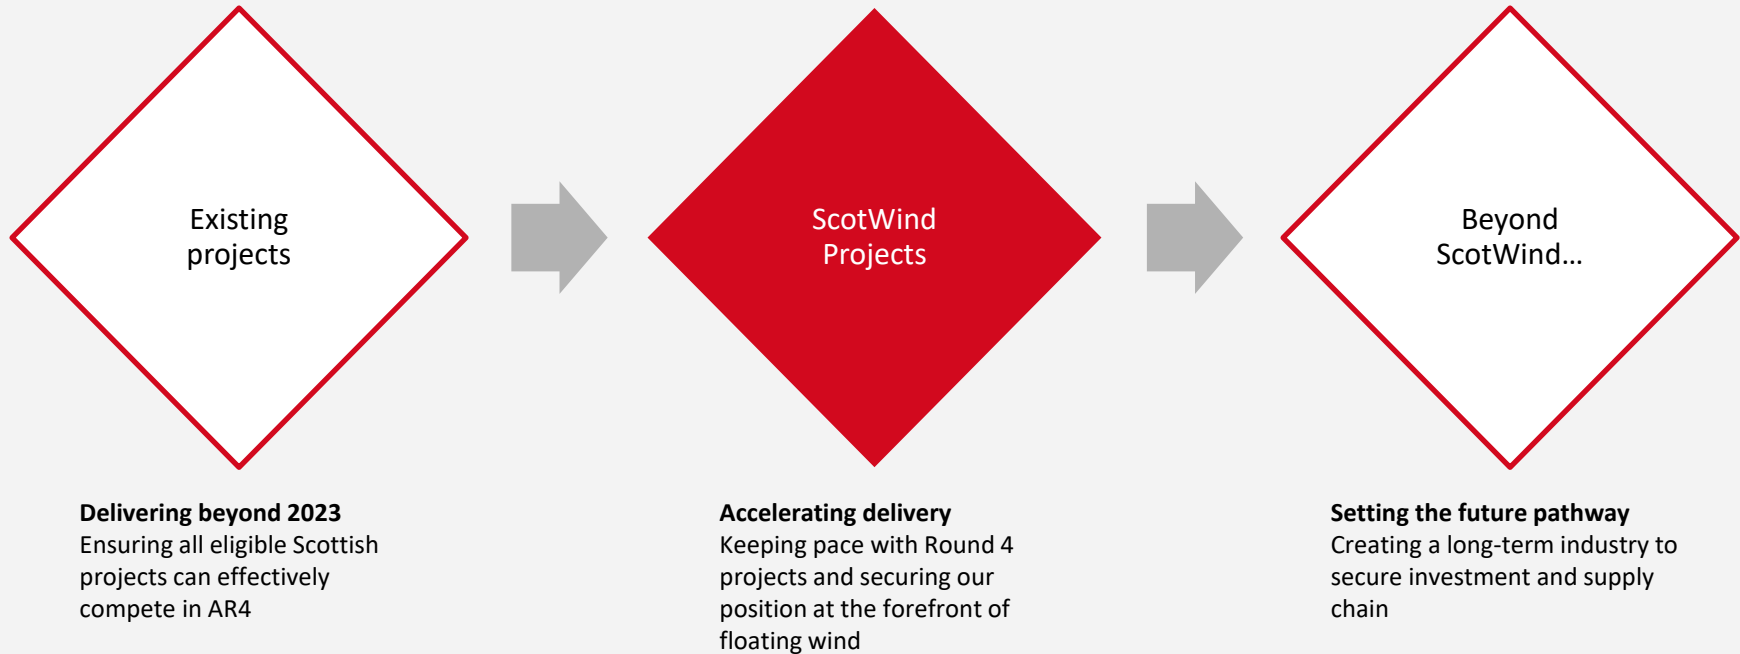 Existing
projects
ScotWind
Projects
Beyond
ScotWind...
Delivering beyond 2023
Ensuring all eligible Scottish
projects can effectively
compete in AR4
Accelerating delivery
Keeping pace with Round 4
projects and securing our
position at the forefront of
floating wind
Setting the future pathway
Creating a long-term industry to
secure investment and supply
chain